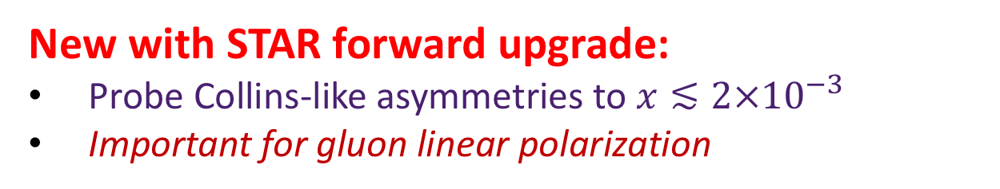 New with STAR forward upgrade:
• Probe Collins-like asymmetries to 𝑥 ≲ 2×10⁻³
• Important for gluon linear polarization